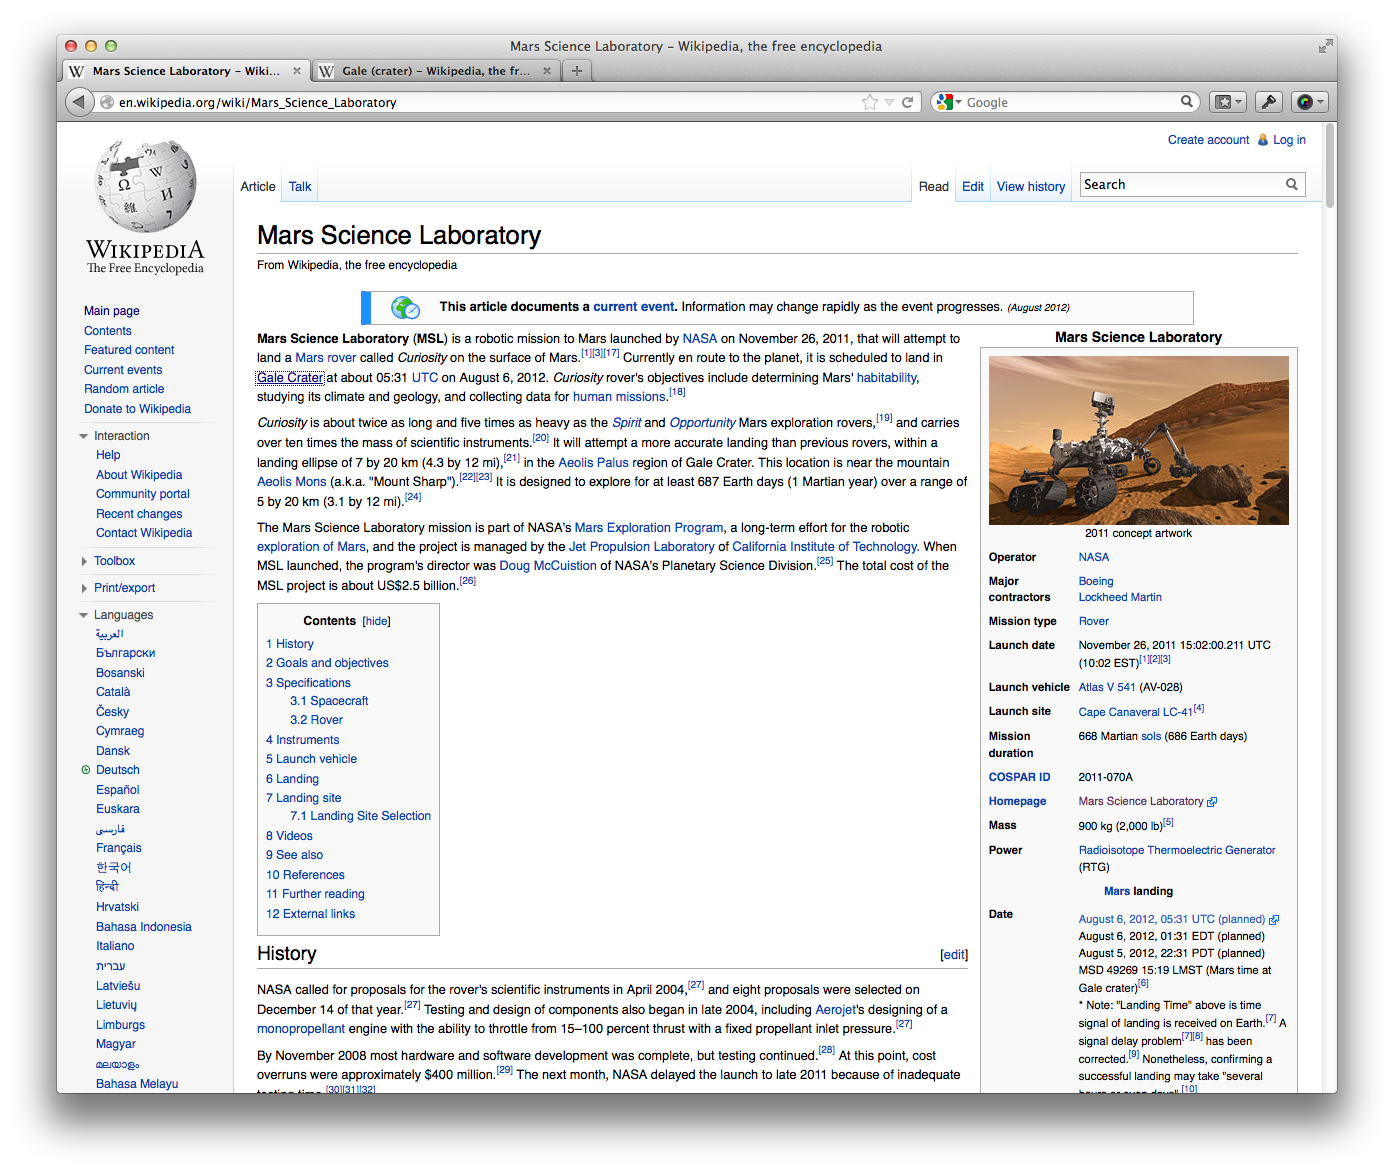 Mars Science Laboratory – Wikipedia, the free encyclopedia
Mars Science Laboratory – Wiki...
Gale (crater) – Wikipedia, the fr...
en.wikipedia.org/wiki/Mars_Science_Laboratory
Google
Create account
Log in
Article
Talk
Read
Edit
View history
Search
WIKIPEDIA
The Free Encyclopedia
Main page
Contents
Featured content
Current events
Random article
Donate to Wikipedia
Interaction
Help
About Wikipedia
Community portal
Recent changes
Contact Wikipedia
Toolbox
Print/export
Languages
العربية
Български
Bosanski
Català
Česky
Cymraeg
Dansk
Deutsch
Español
Euskara
فارسی
Français
한국어
हिन्दी
Hrvatski
Bahasa Indonesia
Italiano
עברית
Latviešu
Lietuvių
Limburgs
Magyar
മലയാളം
Bahasa Melayu
Mars Science Laboratory
From Wikipedia, the free encyclopedia
This article documents a current event. Information may change rapidly as the event progresses. (August 2012)
Mars Science Laboratory (MSL) is a robotic mission to Mars launched by NASA on November 26, 2011, that will attempt to
land a Mars rover called Curiosity on the surface of Mars.[1][3][17] Currently en route to the planet, it is scheduled to land in
Gale Crater at about 05:31 UTC on August 6, 2012. Curiosity rover's objectives include determining Mars' habitability,
studying its climate and geology, and collecting data for human missions.[18]
Curiosity is about twice as long and five times as heavy as the Spirit and Opportunity Mars exploration rovers,[19] and carries
over ten times the mass of scientific instruments.[20] It will attempt a more accurate landing than previous rovers, within a
landing ellipse of 7 by 20 km (4.3 by 12 mi),[21] in the Aeolis Palus region of Gale Crater. This location is near the mountain
Aeolis Mons (a.k.a. "Mount Sharp").[22][23] It is designed to explore for at least 687 Earth days (1 Martian year) over a range of
5 by 20 km (3.1 by 12 mi).[24]
The Mars Science Laboratory mission is part of NASA's Mars Exploration Program, a long-term effort for the robotic
exploration of Mars, and the project is managed by the Jet Propulsion Laboratory of California Institute of Technology. When
MSL launched, the program's director was Doug McCuistion of NASA's Planetary Science Division.[25] The total cost of the
MSL project is about US$2.5 billion.[26]
Contents [hide]
1 History
2 Goals and objectives
3 Specifications
3.1 Spacecraft
3.2 Rover
4 Instruments
5 Launch vehicle
6 Landing
7 Landing site
7.1 Landing Site Selection
8 Videos
9 See also
10 References
11 Further reading
12 External links
History
[edit]
NASA called for proposals for the rover's scientific instruments in April 2004,[27] and eight proposals were selected on
December 14 of that year.[27] Testing and design of components also began in late 2004, including Aerojet's designing of a
monopropellant engine with the ability to throttle from 15–100 percent thrust with a fixed propellant inlet pressure.[27]
By November 2008 most hardware and software development was complete, but testing continued.[28] At this point, cost
overruns were approximately $400 million.[29] The next month, NASA delayed the launch to late 2011 because of inadequate
testing time.[30][31][32]
Mars Science Laboratory
2011 concept artwork
Operator NASA
Major Boeing
contractors Lockheed Martin
Mission type Rover
Launch date November 26, 2011 15:02:00.211 UTC
(10:02 EST)[1][2][3]
Launch vehicle Atlas V 541 (AV-028)
Launch site Cape Canaveral LC-41[4]
Mission 668 Martian sols (686 Earth days)
duration
COSPAR ID 2011-070A
Homepage Mars Science Laboratory
Mass 900 kg (2,000 lb)[5]
Power Radioisotope Thermoelectric Generator
(RTG)
Mars landing
Date August 6, 2012, 05:31 UTC (planned)
August 6, 2012, 01:31 EDT (planned)
August 5, 2012, 22:31 PDT (planned)
MSD 49269 15:19 LMST (Mars time at
Gale crater)[6]
* Note: "Landing Time" above is time
signal of landing is received on Earth.[7] A
signal delay problem[7][8] has been
corrected.[9] Nonetheless, confirming a
successful landing may take "several
hours or even days".[10]